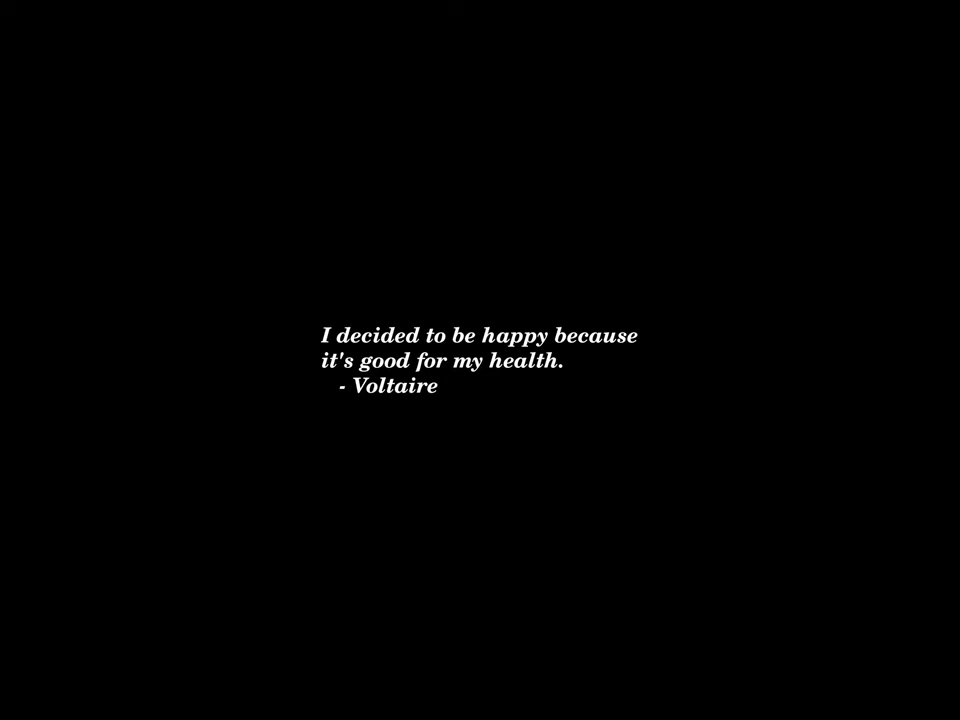 I decided to be happy because
it's good for my health.
- Voltaire